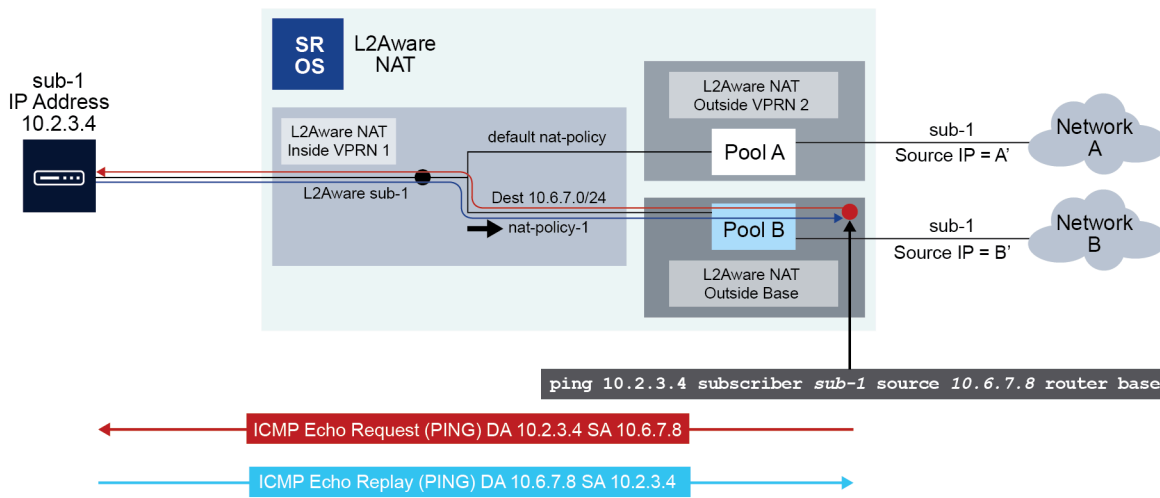 SR
OS
L2Aware
NAT
sub-1
IP Address
10.2.3.4
L2Aware NAT
Inside VPRN 1
L2Aware sub-1
default nat-policy
Dest 10.6.7.0/24
nat-policy-1
L2Aware NAT
Outside VPRN 2
Pool A
Pool B
L2Aware NAT
Outside Base
sub-1
Source IP = A’
Network
A
sub-1
Source IP = B’
Network
B
ping 10.2.3.4 subscriber sub-1 source 10.6.7.8 router base
ICMP Echo Request (PING) DA 10.2.3.4 SA 10.6.7.8
ICMP Echo Replay (PING) DA 10.6.7.8 SA 10.2.3.4